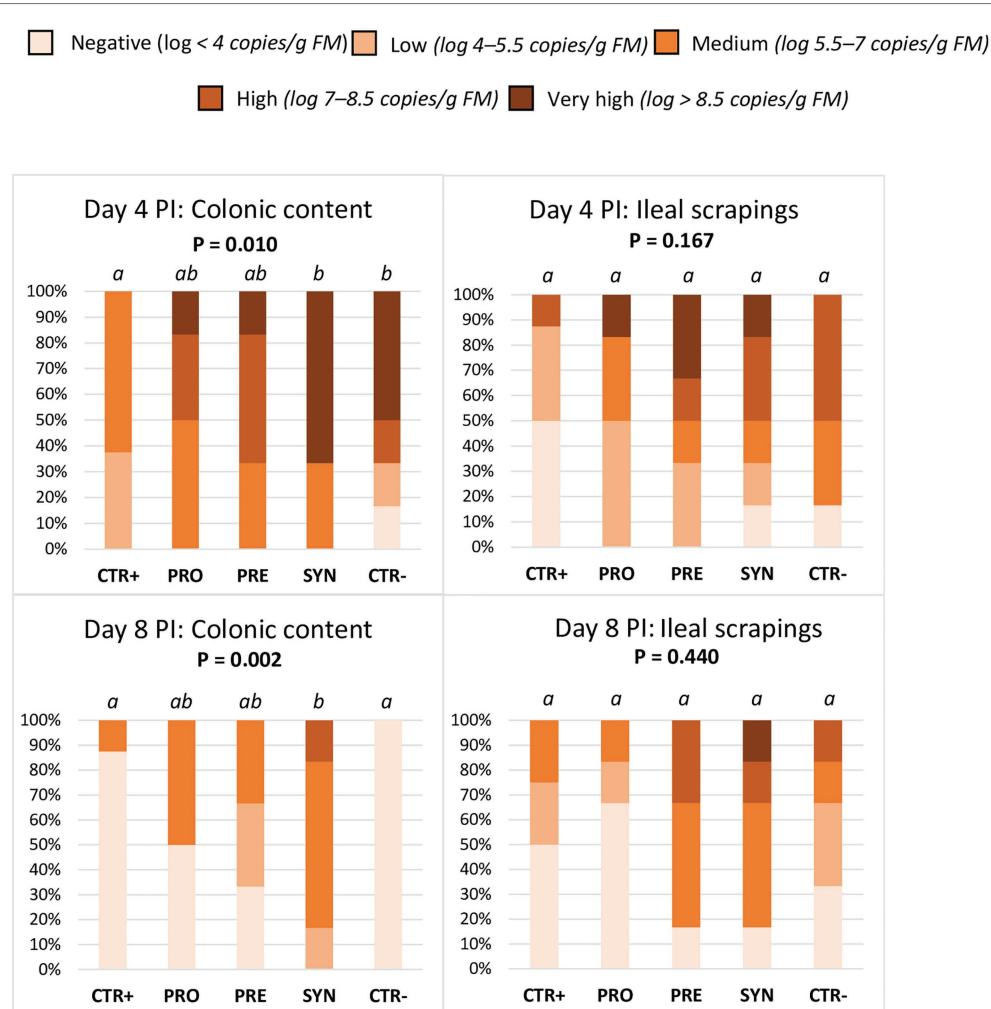 Negative (log < 4 copies/g FM) Low (log 4–5.5 copies/g FM) Medium (log 5.5–7 copies/g FM)
High (log 7–8.5 copies/g FM) Very high (log > 8.5 copies/g FM)
Day 4 PI: Colonic content
P = 0.010
a ab ab b b
100%
90%
80%
70%
60%
50%
40%
30%
20%
10%
0%
CTR+ PRO PRE SYN CTR-
Day 4 PI: Ileal scrapings
P = 0.167
a a a a a
100%
90%
80%
70%
60%
50%
40%
30%
20%
10%
0%
CTR+ PRO PRE SYN CTR-
Day 8 PI: Colonic content
P = 0.002
a ab ab b a
100%
90%
80%
70%
60%
50%
40%
30%
20%
10%
0%
CTR+ PRO PRE SYN CTR-
Day 8 PI: Ileal scrapings
P = 0.440
a a a a a
100%
90%
80%
70%
60%
50%
40%
30%
20%
10%
0%
CTR+ PRO PRE SYN CTR-